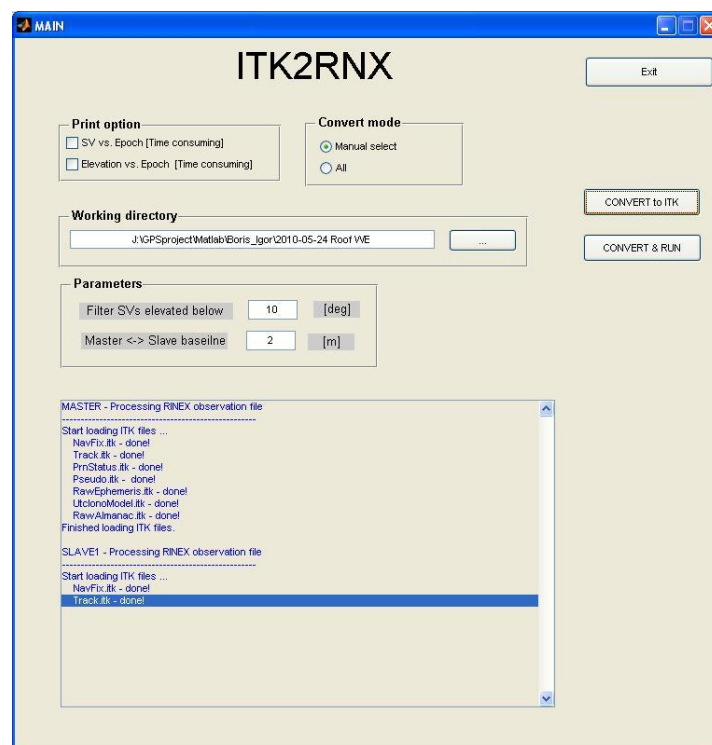 MAIN
ITK2RNX
Exit
Print option
SV vs. Epoch [Time consuming]
Elevation vs. Epoch [Time consuming]
Convert mode
Manual select
All
CONVERT to ITK
CONVERT & RUN
Working directory
J:\GPSproject\Matlab\Boris_Igor\2010-05-24 Roof WE
...
Parameters
Filter SVs elevated below 10 [deg]
Master <-> Slave baseilne 2 [m]
MASTER - Processing RINEX observation file
----------------------------------------------------
Start loading ITK files ...
NavFix.itk - done!
Track.itk - done!
PrnStatus.itk - done!
Pseudo.itk - done!
RawEphemeris.itk - done!
UtcIonoModel.itk - done!
RawAlmanac.itk - done!
Finished loading ITK files.
SLAVE1 - Processing RINEX observation file
----------------------------------------------------
Start loading ITK files ...
NavFix.itk - done!
Track.itk - done!